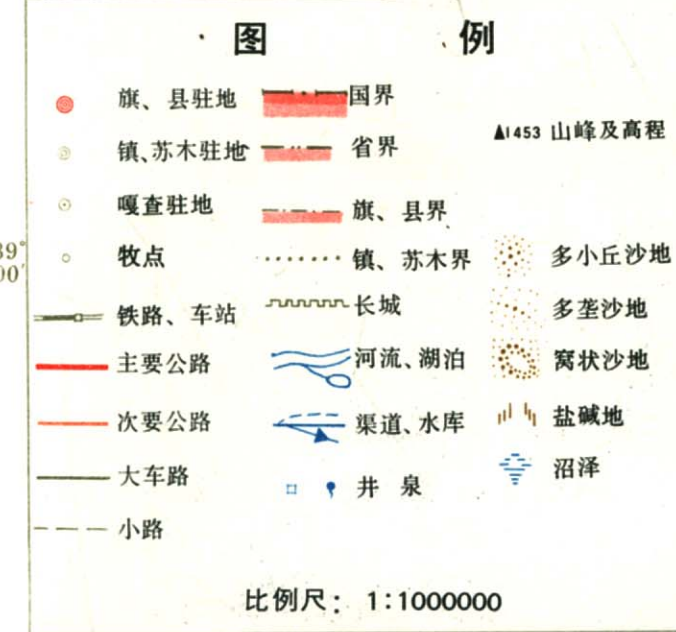 图 例
旗、县驻地
镇、苏木驻地
嘎查驻地
牧点
铁路、车站
主要公路
次要公路
大车路
小路
国界
省界
旗、县界
镇、苏木界
长城
河流、湖泊
渠道、水库
井 泉
1453 山峰及高程
多小丘沙地
多垄沙地
窝状沙地
盐碱地
沼泽
39°
00′
比例尺: 1:1000000